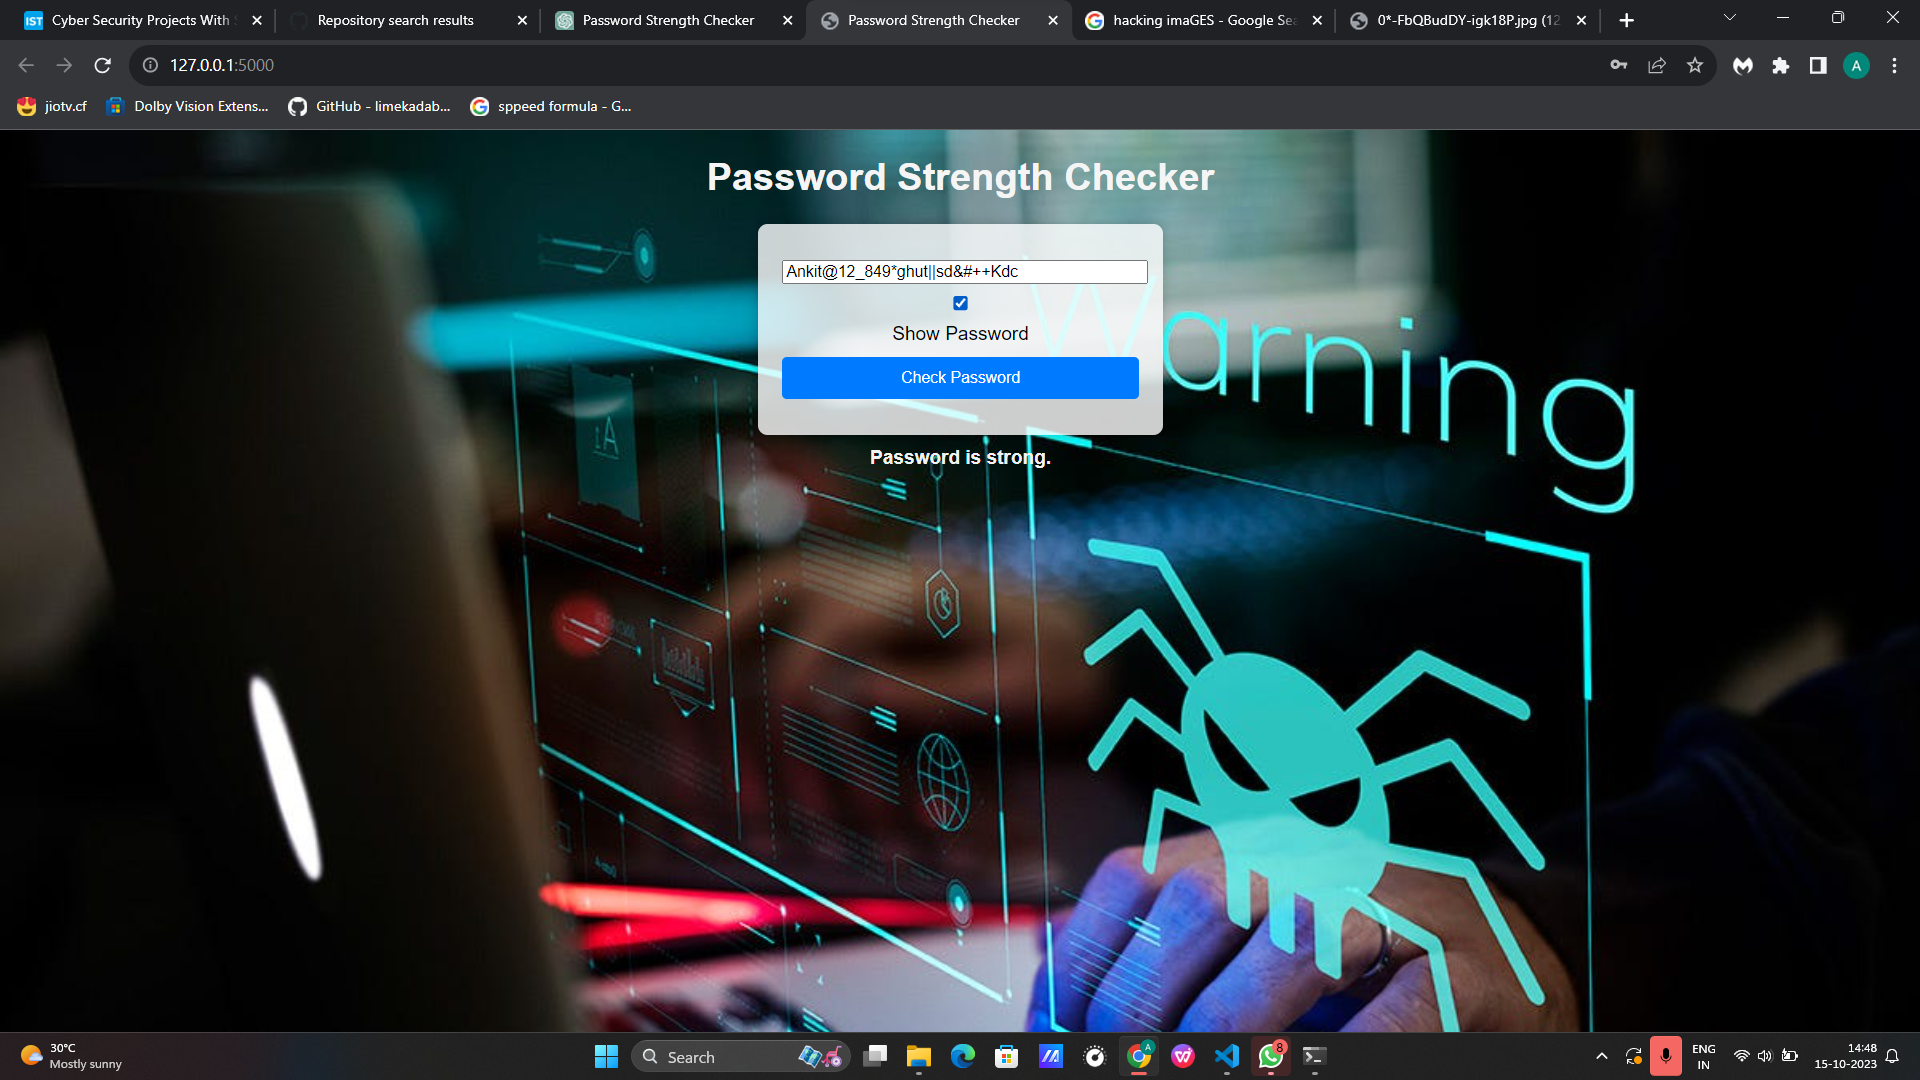 Cyber Security Projects With
Repository search results
Password Strength Checker
Password Strength Checker
hacking imaGES - Google Sea
0*-FbQBudDY-igk18P.jpg (12
127.0.0.1:5000
A
jiotv.cf
Dolby Vision Extens...
GitHub - limekadab...
sppeed formula - G...
Password Strength Checker
Ankit@12_849*ghut||sd&#++Kdc
Show Password
Check Password
Password is strong.
Warning
30°C
Mostly sunny
Search
8
ENG
IN
14:48
15-10-2023